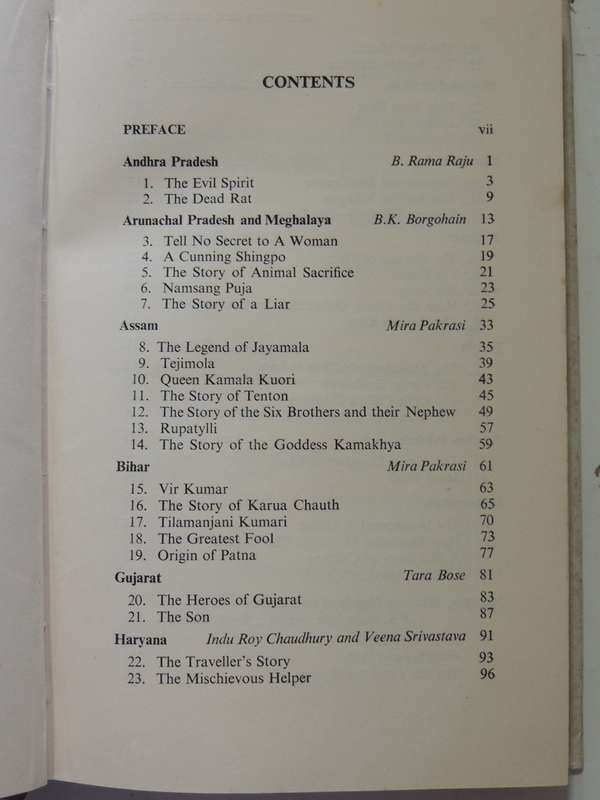 CONTENTS
PREFACE vii
Andhra Pradesh B. Rama Raju 1
1. The Evil Spirit 3
2. The Dead Rat 9
Arunachal Pradesh and Meghalaya B.K. Borgohain 13
3. Tell No Secret to A Woman 17
4. A Cunning Shingpo 19
5. The Story of Animal Sacrifice 21
6. Namsang Puja 23
7. The Story of a Liar 25
Assam Mira Pakrasi 33
8. The Legend of Jayamala 35
9. Tejimola 39
10. Queen Kamala Kuori 43
11. The Story of Tenton 45
12. The Story of the Six Brothers and their Nephew 49
13. Rupatylli 57
14. The Story of the Goddess Kamakhya 59
Bihar Mira Pakrasi 61
15. Vir Kumar 63
16. The Story of Karua Chauth 65
17. Tilamanjani Kumari 70
18. The Greatest Fool 73
19. Origin of Patna 77
Gujarat Tara Bose 81
20. The Heroes of Gujarat 83
21. The Son 87
Haryana Indu Roy Chaudhury and Veena Srivastava 91
22. The Traveller's Story 93
23. The Mischievous Helper 96